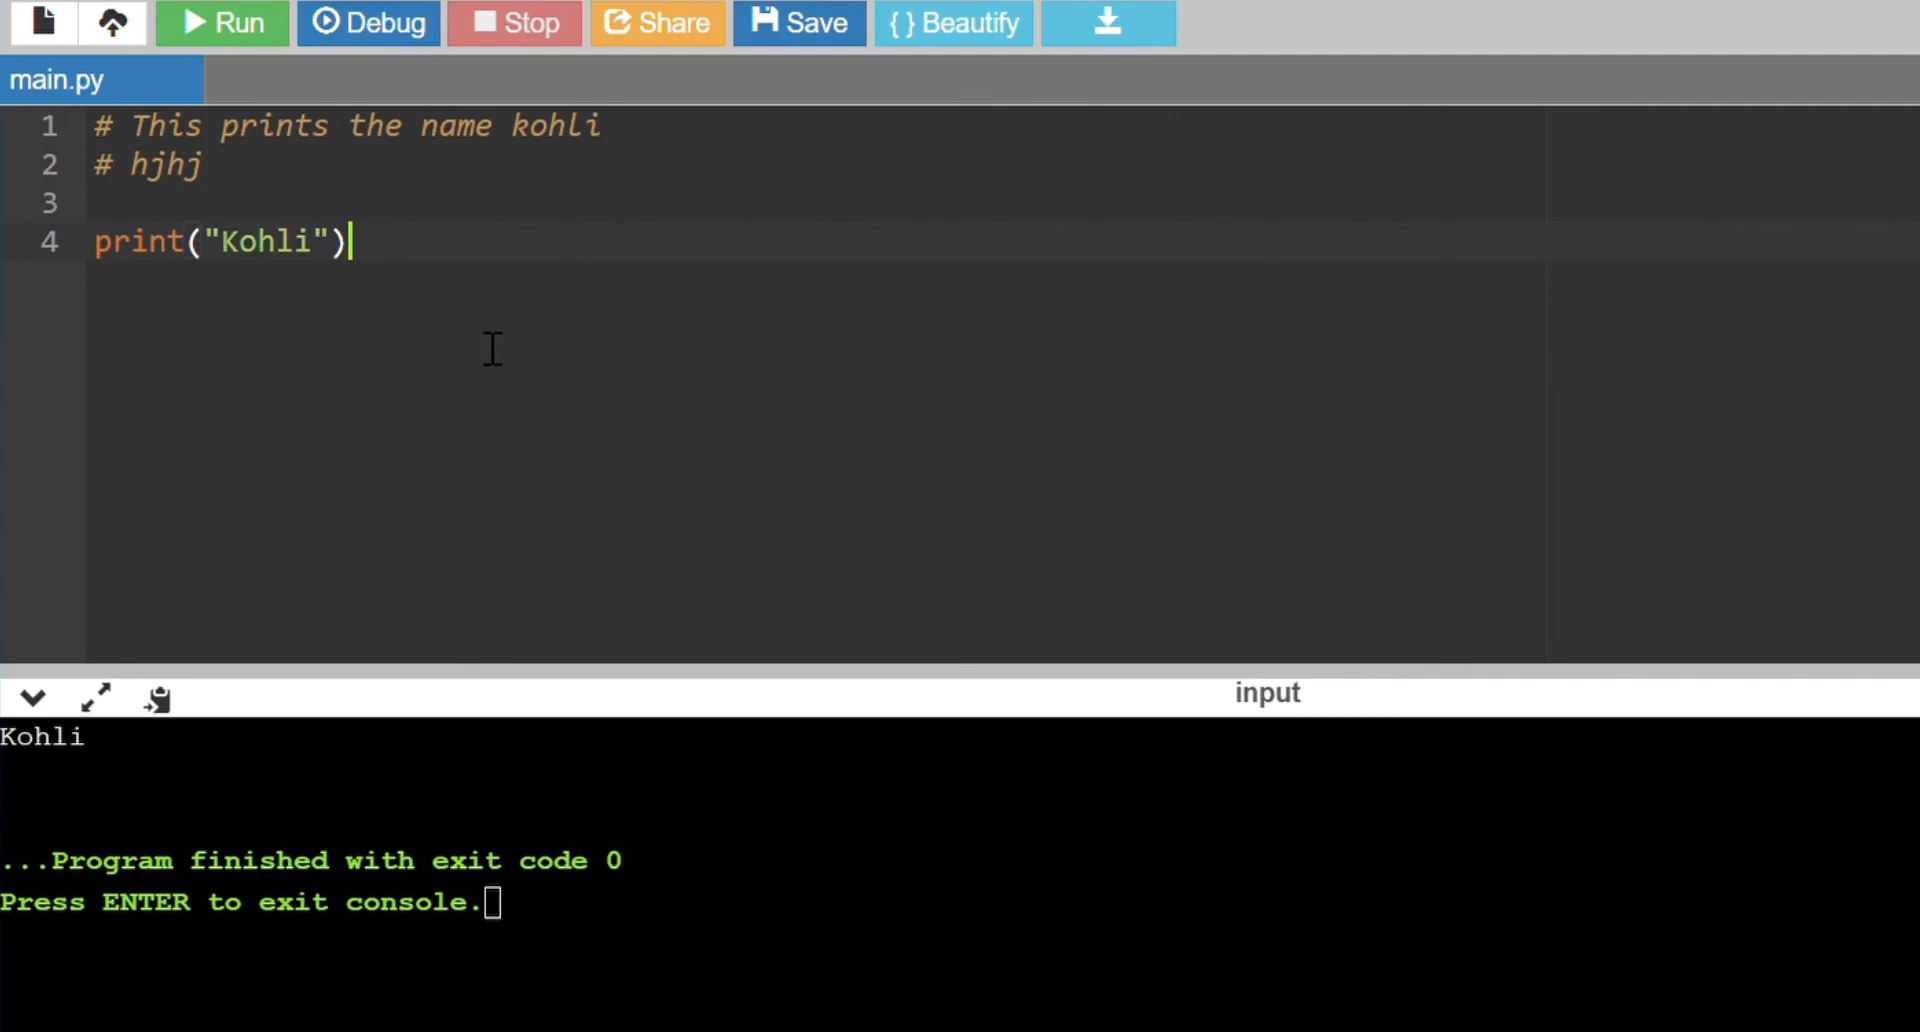 Run Debug Stop Share Save { } Beautify
main.py
1 # This prints the name kohli
2 # hjhj
3
4 print("Kohli")
input
Kohli
...Program finished with exit code 0
Press ENTER to exit console.